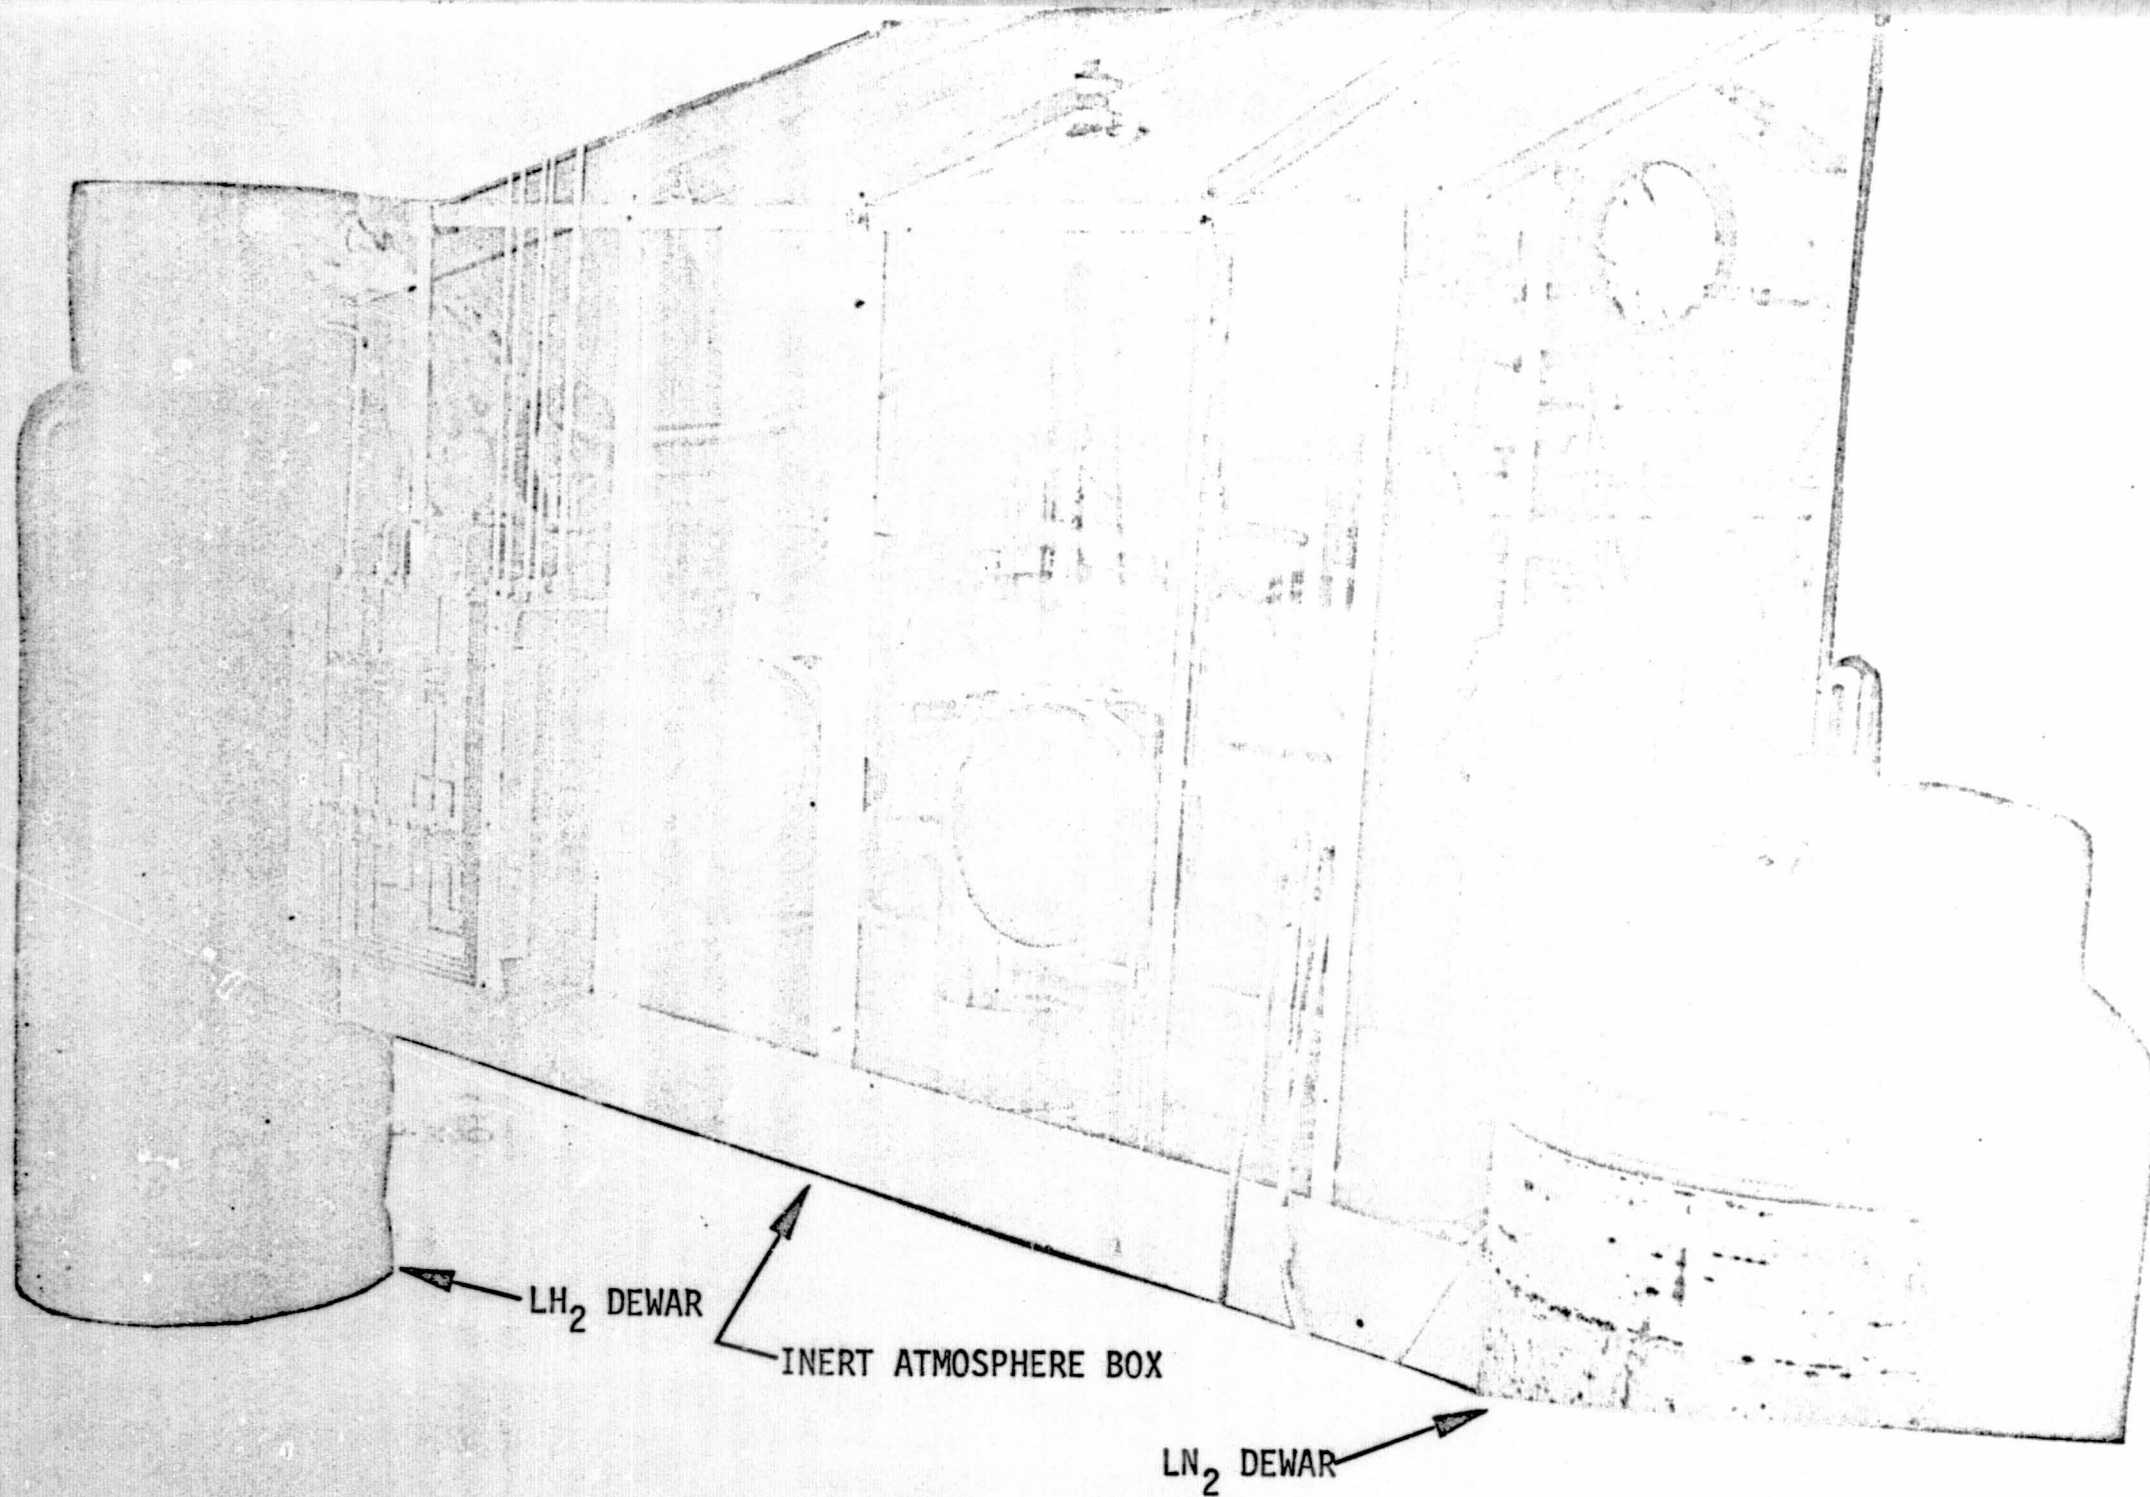 LH₂ DEWAR
INERT ATMOSPHERE BOX
LN₂ DEWAR